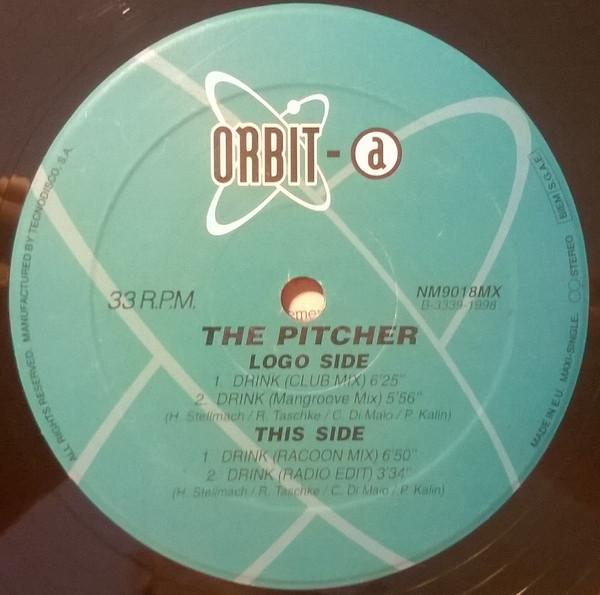 ORBIT-a
BIEM / S.G.A.E.
33 R.P.M.
NM9018MX
B-3339-1998
THE PITCHER
LOGO SIDE
1. DRINK (CLUB MIX) 6'25"
2. DRINK (Mangroove Mix) 5'56"
(H. Stellmach / R. Taschke / C. Di Maio / P. Kalin)
THIS SIDE
1 DRINK (RACOON MIX) 6'50"
2 DRINK (RADIO EDIT) 3'34"
(H. Stellmach / R. Taschke / C. Di Maio / P. Kalin)
ALL RIGHTS RESERVED. MANUFACTURED BY TECNODISCO, S.A.
MADE IN E.U. MAXI-SINGLE. STEREO